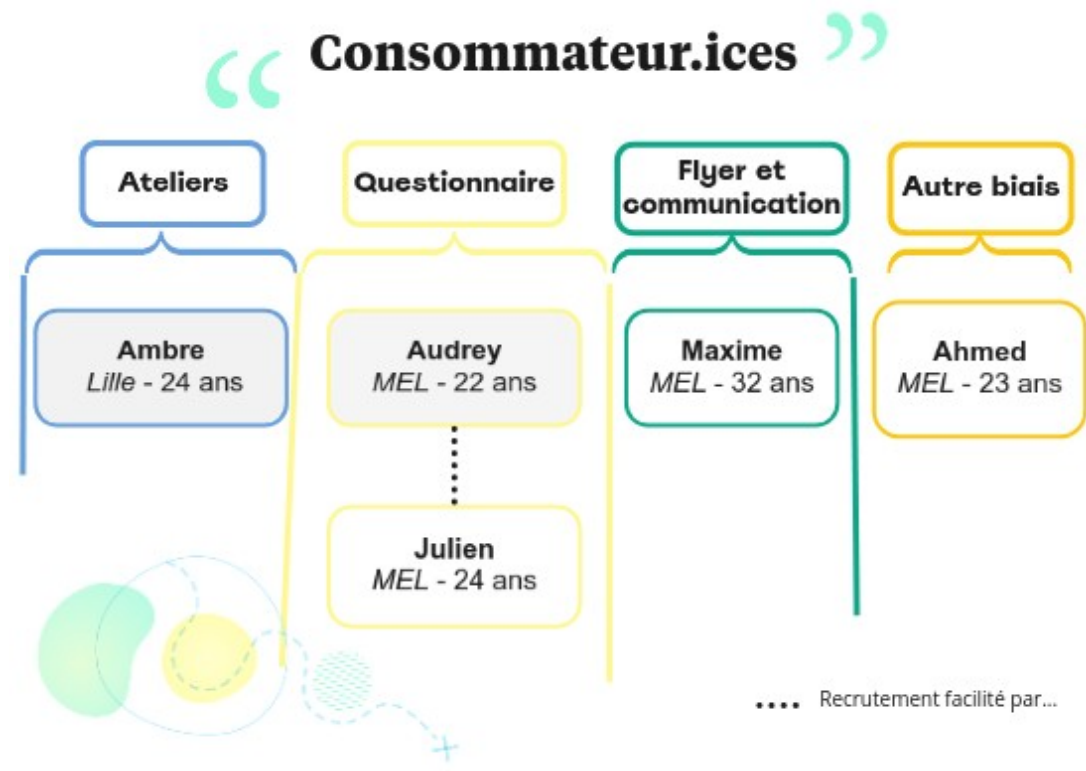 “ Consommateur.ices ”
Ateliers
Questionnaire
Flyer et
communication
Autre biais
Ambre
Lille - 24 ans
Audrey
MEL - 22 ans
Maxime
MEL - 32 ans
Ahmed
MEL - 23 ans
Julien
MEL - 24 ans
.... Recrutement facilité par...